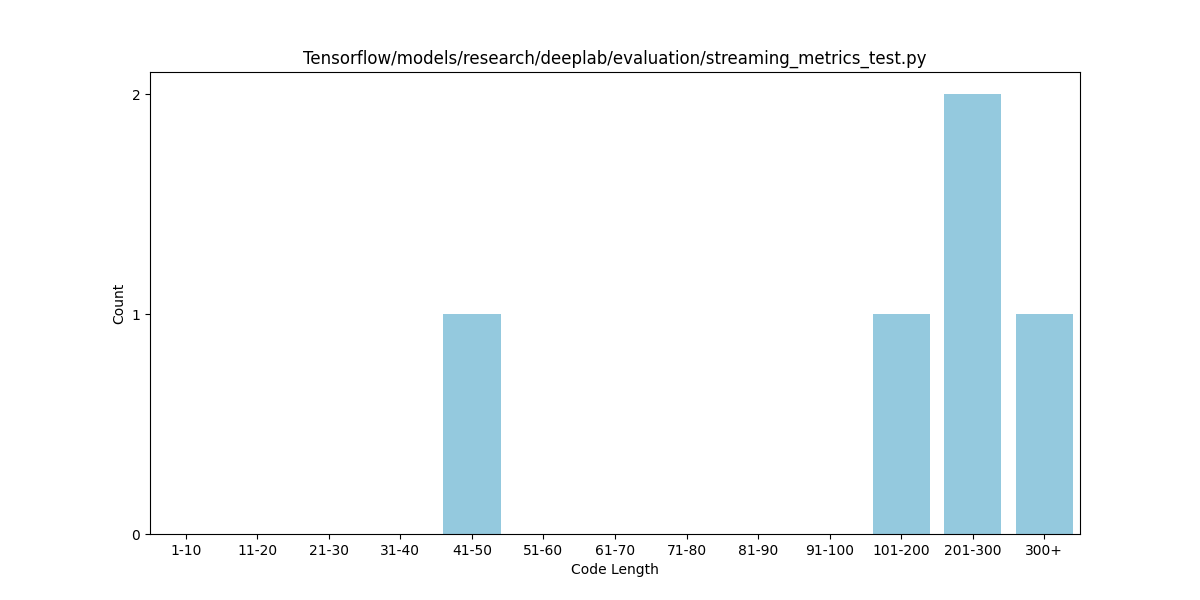 Tensorflow/models/research/deeplab/evaluation/streaming_metrics_test.py
2
1
0
Count
1-10 11-20 21-30 31-40 41-50 51-60 61-70 71-80 81-90 91-100 101-200 201-300 300+
Code Length